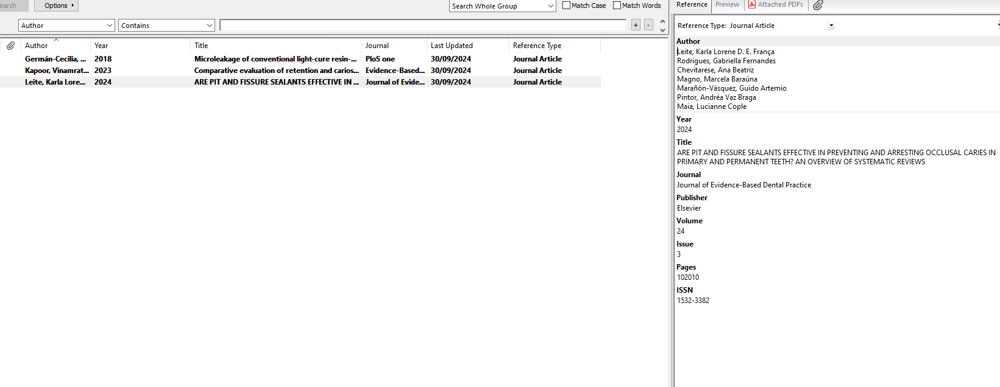 earch
Options
Search Whole Group
Match Case
Match Words
Author
Contains
+
-
Author Year Title Journal Last Updated Reference Type
Germán-Cecilia, ... 2018 Microleakage of conventional light-cure resin-... PloS one 30/09/2024 Journal Article
Kapoor, Vinamrat... 2023 Comparative evaluation of retention and carios... Evidence-Based... 30/09/2024 Journal Article
Leite, Karla Lore... 2024 ARE PIT AND FISSURE SEALANTS EFFECTIVE IN ... Journal of Evide... 30/09/2024 Journal Article
Reference Preview Attached PDFs
Reference Type: Journal Article
Author
Leite, Karla Lorene D. E. França
Rodrigues, Gabriella Fernandes
Chevitarese, Ana Beatriz
Magno, Marcela Baraúna
Marañón-Vásquez, Guido Artemio
Pintor, Andréa Vaz Braga
Maia, Lucianne Cople
Year
2024
Title
ARE PIT AND FISSURE SEALANTS EFFECTIVE IN PREVENTING AND ARRESTING OCCLUSAL CARIES IN
PRIMARY AND PERMANENT TEETH? AN OVERVIEW OF SYSTEMATIC REVIEWS
Journal
Journal of Evidence-Based Dental Practice
Publisher
Elsevier
Volume
24
Issue
3
Pages
102010
ISSN
1532-3382